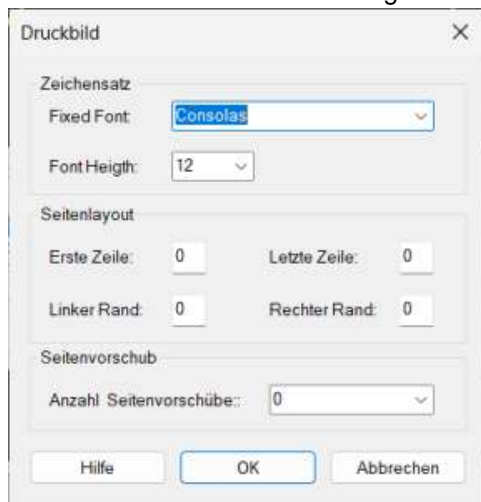 Druckbild
Zeichensatz
Fixed Font: Consolas
Font Heigth: 12
Seitenlayout
Erste Zeile: 0 Letzte Zeile: 0
Linker Rand: 0 Rechter Rand: 0
Seitenvorschub
Anzahl Seitenvorschübe:: 0
Hilfe OK Abbrechen